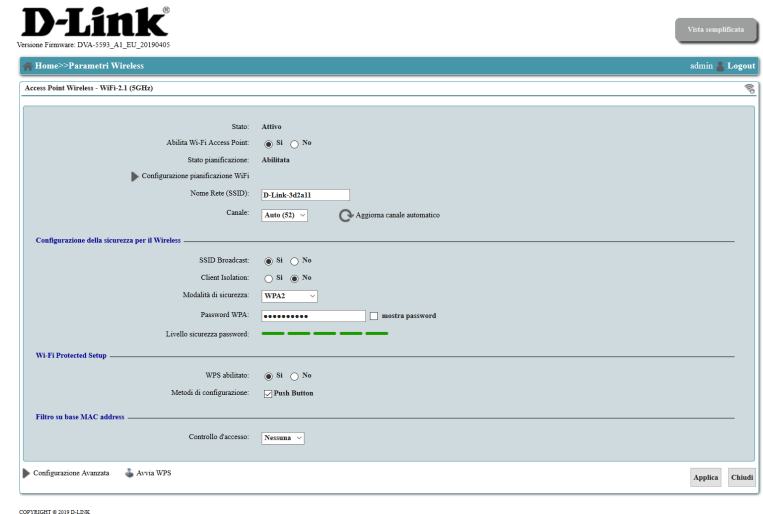 D-Link®
Versione Firmware: DVA-5593_A1_EU_20190405
Vista semplificata
Home>>Parametri Wireless
admin Logout
Access Point Wireless - WiFi-2.1 (5GHz)
Stato: Attivo
Abilita Wi-Fi Access Point: Si No
Stato pianificazione: Abilitata
Configurazione pianificazione WiFi
Nome Rete (SSID): D-Link-3d2a11
Canale: Auto (52) Aggiorna canale automatico
Configurazione della sicurezza per il Wireless
SSID Broadcast: Si No
Client Isolation: Si No
Modalità di sicurezza: WPA2
Password WPA: ●●●●●●●●●● mostra password
Livello sicurezza password:
Wi-Fi Protected Setup
WPS abilitato: Si No
Metodi di configurazione: Push Button
Filtro su base MAC address
Controllo d'accesso: Nessuna
Configurazione Avanzata Avvia WPS
Applica Chiudi
COPYRIGHT © 2019 D-LINK